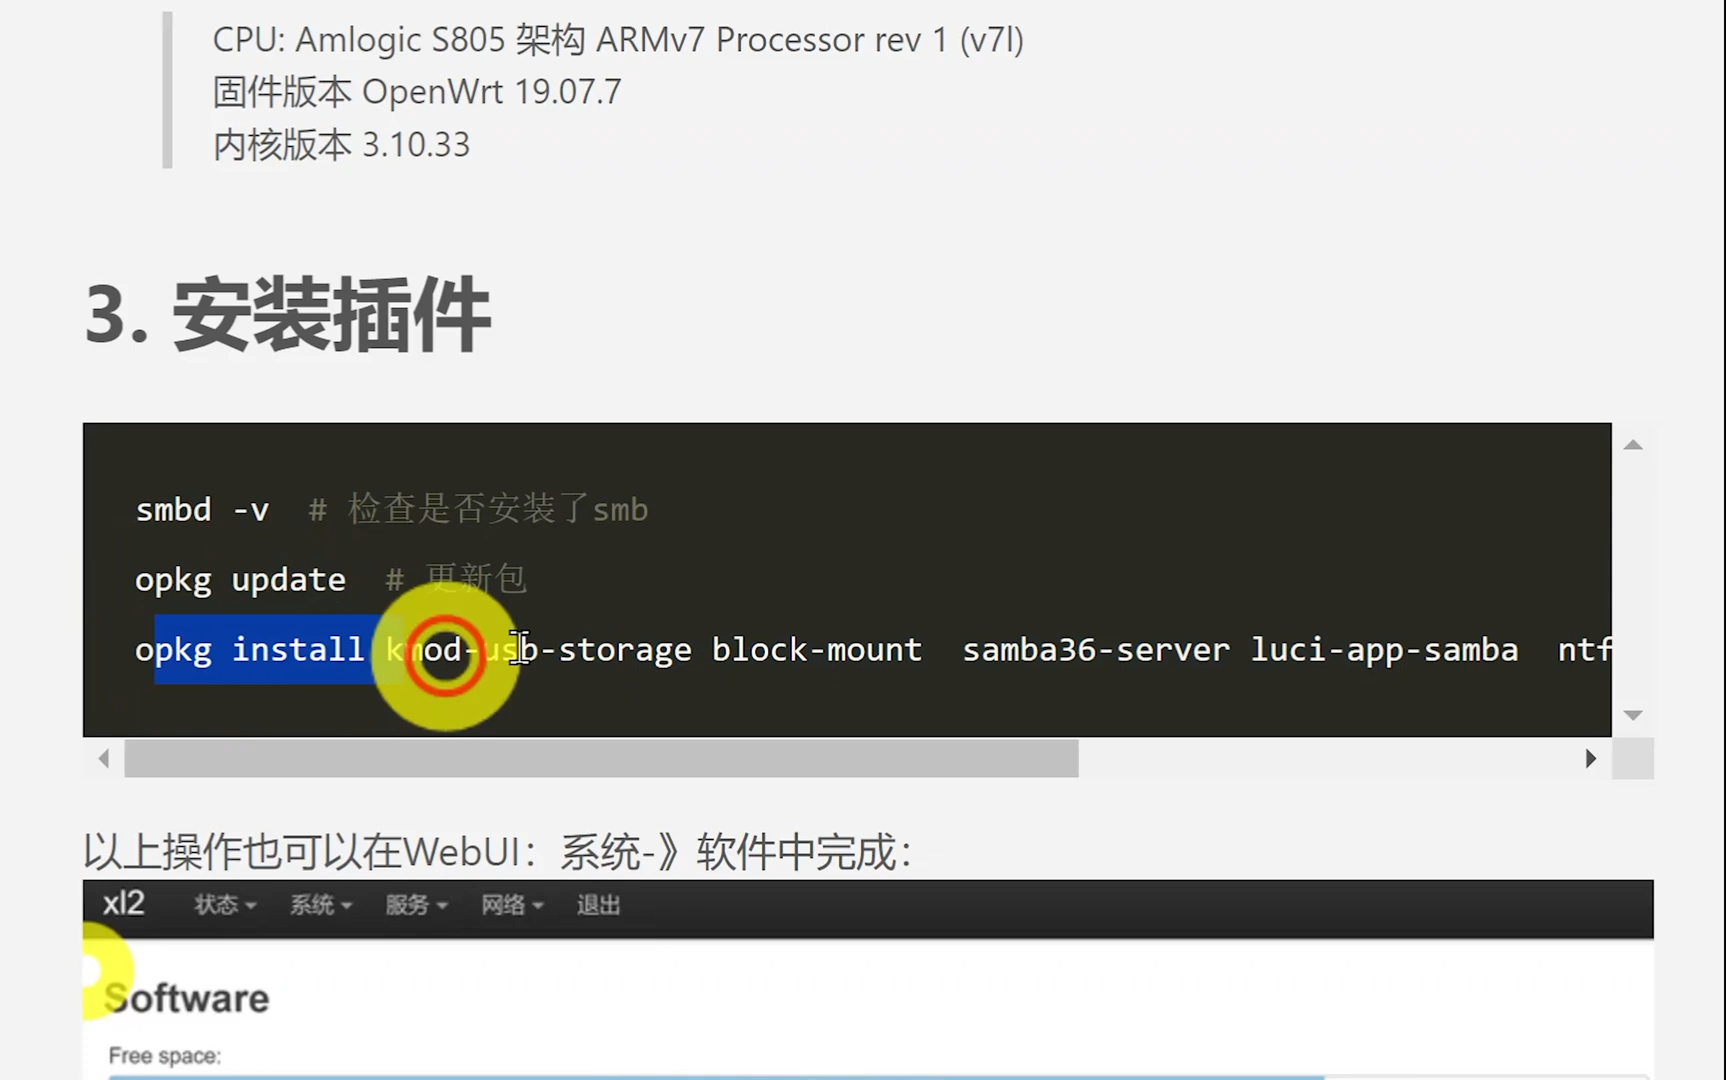 CPU: Amlogic S805 架构 ARMv7 Processor rev 1 (v7l)
固件版本 OpenWrt 19.07.7
内核版本 3.10.33
3. 安装插件
smbd -v # 检查是否安装了smb
opkg update # 更新包
opkg install kmod-usb-storage block-mount samba36-server luci-app-samba ntf
以上操作也可以在WebUI：系统-》软件中完成：
xl2 状态 系统 服务 网络 退出
Software
Free space: